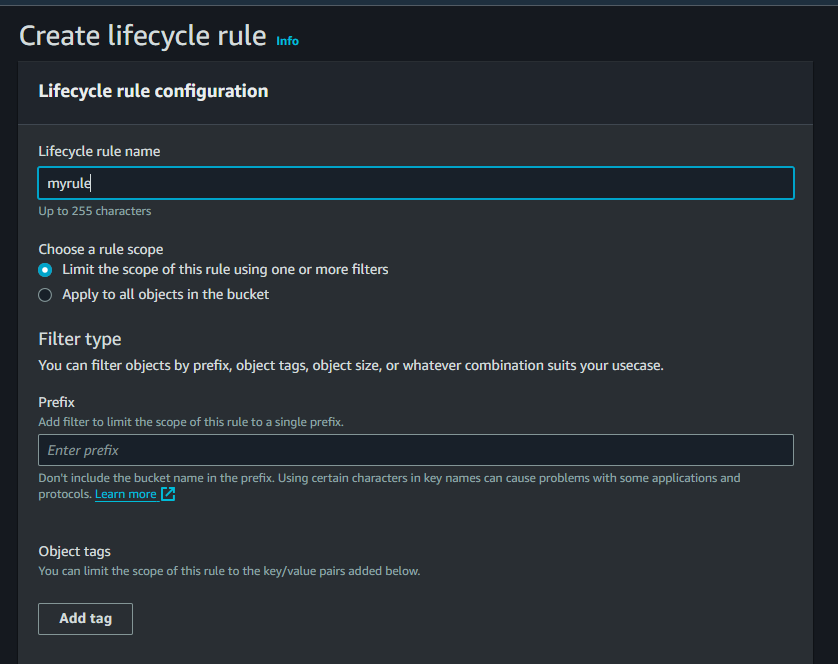 Create lifecycle rule Info
Lifecycle rule configuration
Lifecycle rule name
myrule
Up to 255 characters
Choose a rule scope
Limit the scope of this rule using one or more filters
Apply to all objects in the bucket
Filter type
You can filter objects by prefix, object tags, object size, or whatever combination suits your usecase.
Prefix
Add filter to limit the scope of this rule to a single prefix.
Enter prefix
Don't include the bucket name in the prefix. Using certain characters in key names can cause problems with some applications and
protocols. Learn more
Object tags
You can limit the scope of this rule to the key/value pairs added below.
Add tag